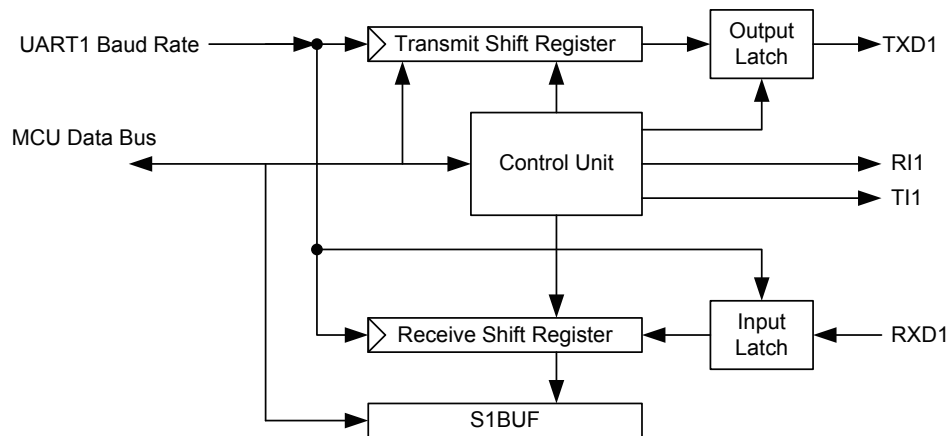 UART1 Baud Rate
Transmit Shift Register
Output
Latch
TXD1
MCU Data Bus
Control Unit
RI1
TI1
Receive Shift Register
Input
Latch
RXD1
S1BUF